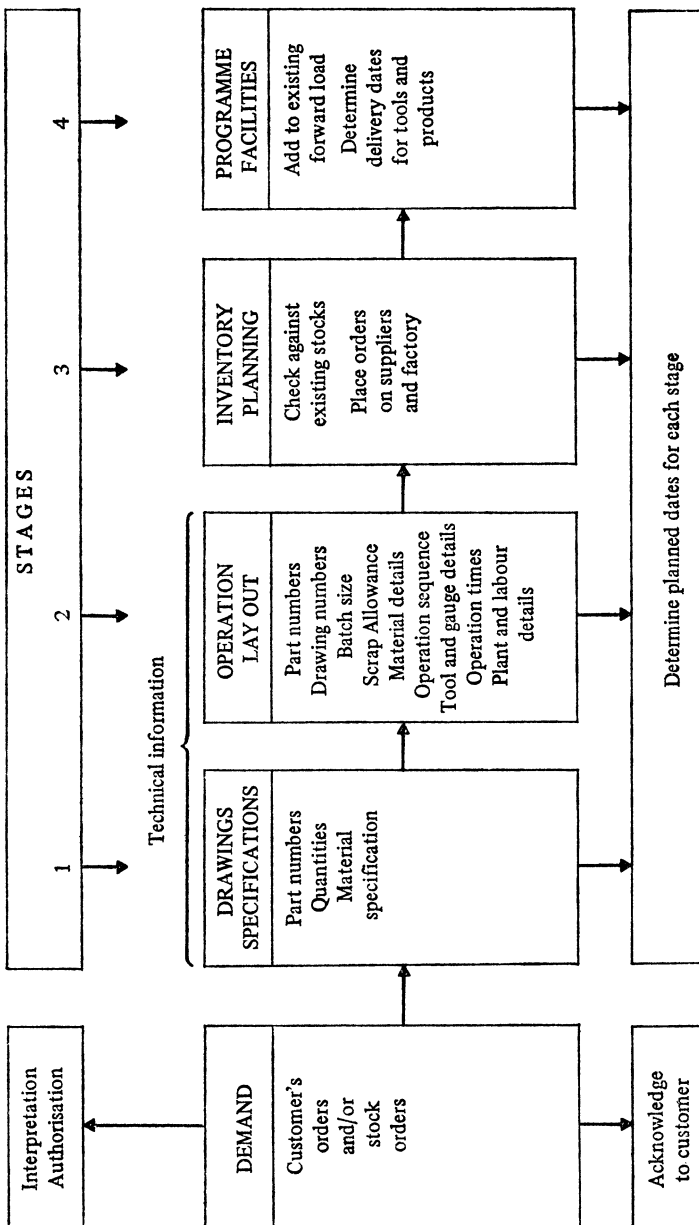 Interpretation
Authorisation
STAGES
1
2
3
4
Technical information
DEMAND
Customer's
orders
and/or
stock
orders
DRAWINGS
SPECIFICATIONS
Part numbers
Quantities
Material
specification
OPERATION
LAY OUT
Part numbers
Drawing numbers
Batch size
Scrap Allowance
Material details
Operation sequence
Tool and gauge details
Operation times
Plant and labour
details
INVENTORY
PLANNING
Check against
existing stocks
Place orders
on suppliers
and factory
PROGRAMME
FACILITIES
Add to existing
forward load
Determine
delivery dates
for tools and
products
Acknowledge
to customer
Determine planned dates for each stage